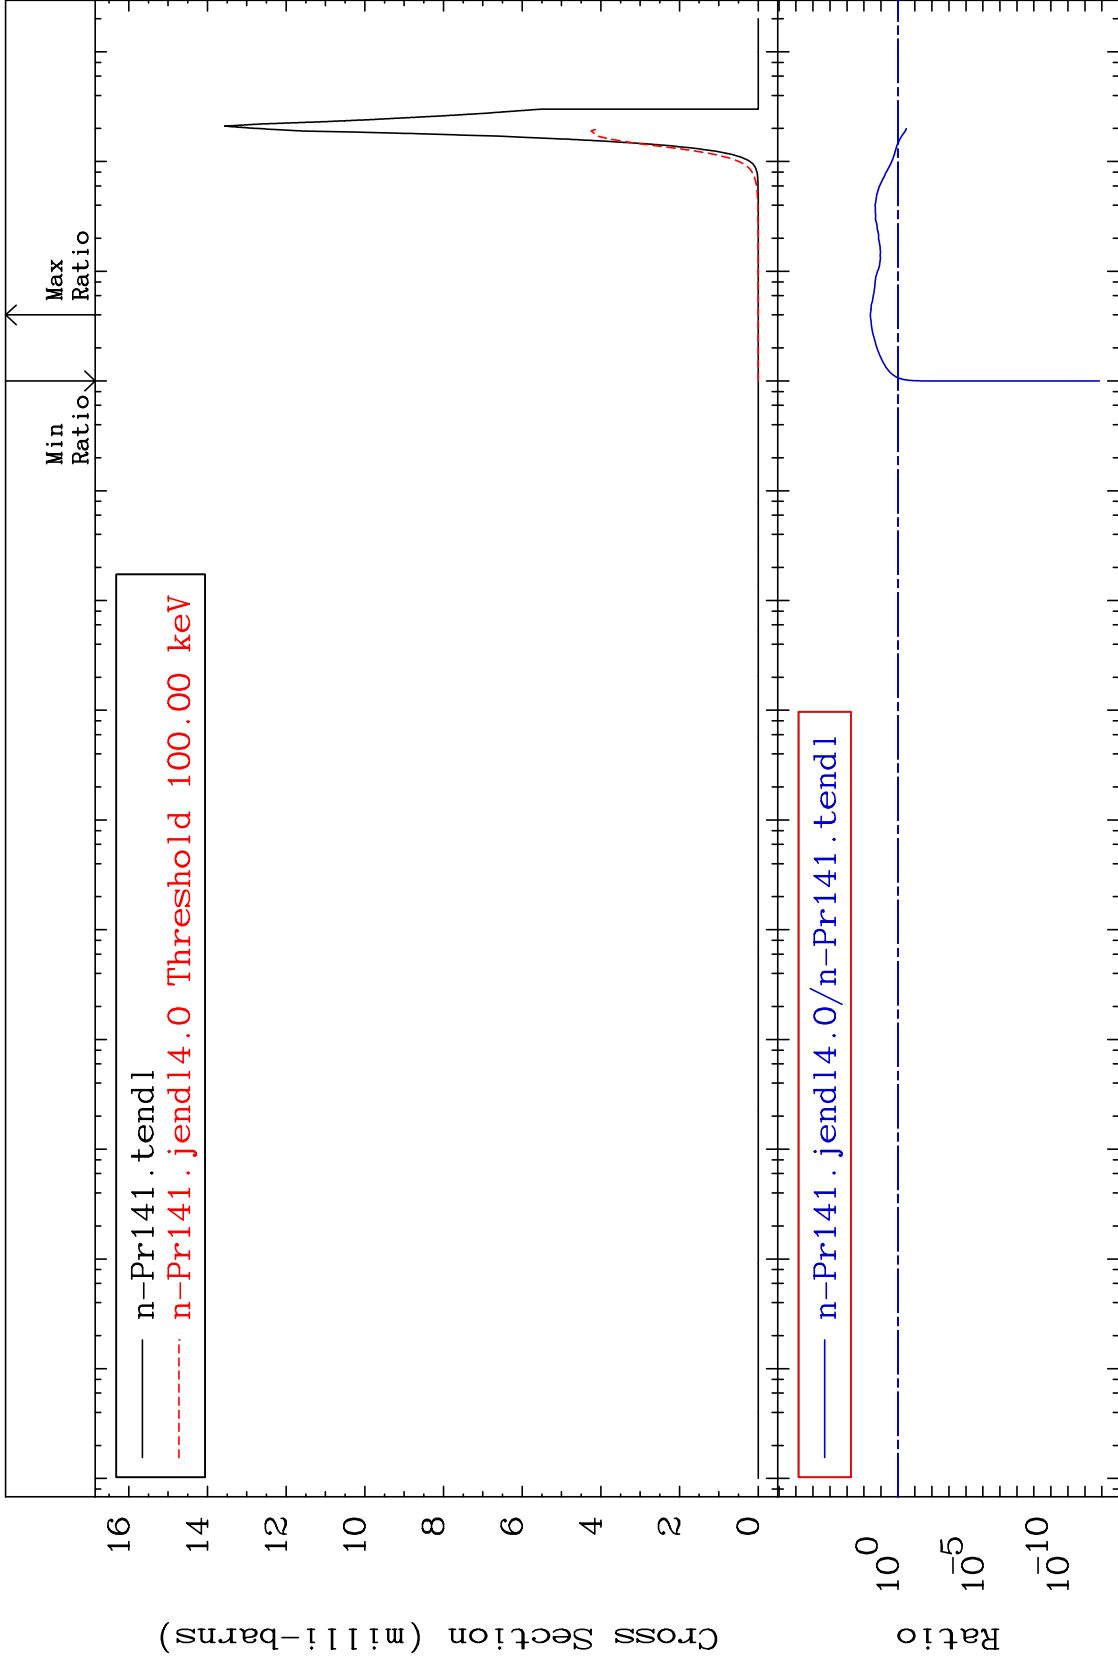 Max
Ratio
Min
Ratio
n-Pr141.tendl
n-Pr141.jendl4.0 Threshold 100.00 keV
16
14
12
10
8
6
4
2
0
Cross Section (milli-barns)
n-Pr141.jendl4.0/n-Pr141.tendl
10^0
10^-5
10^-10
Ratio